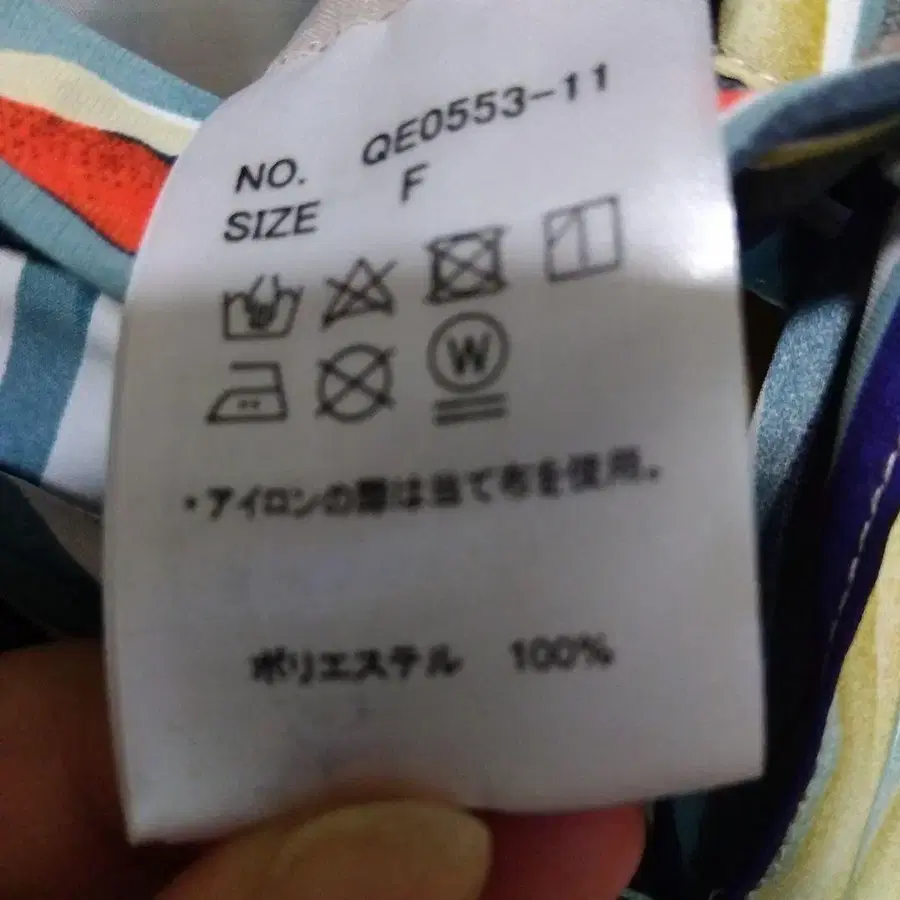 NO. QE0553-11
SIZE F
W
・アイロンの際は当て布を使用。
ポリエステル 100%